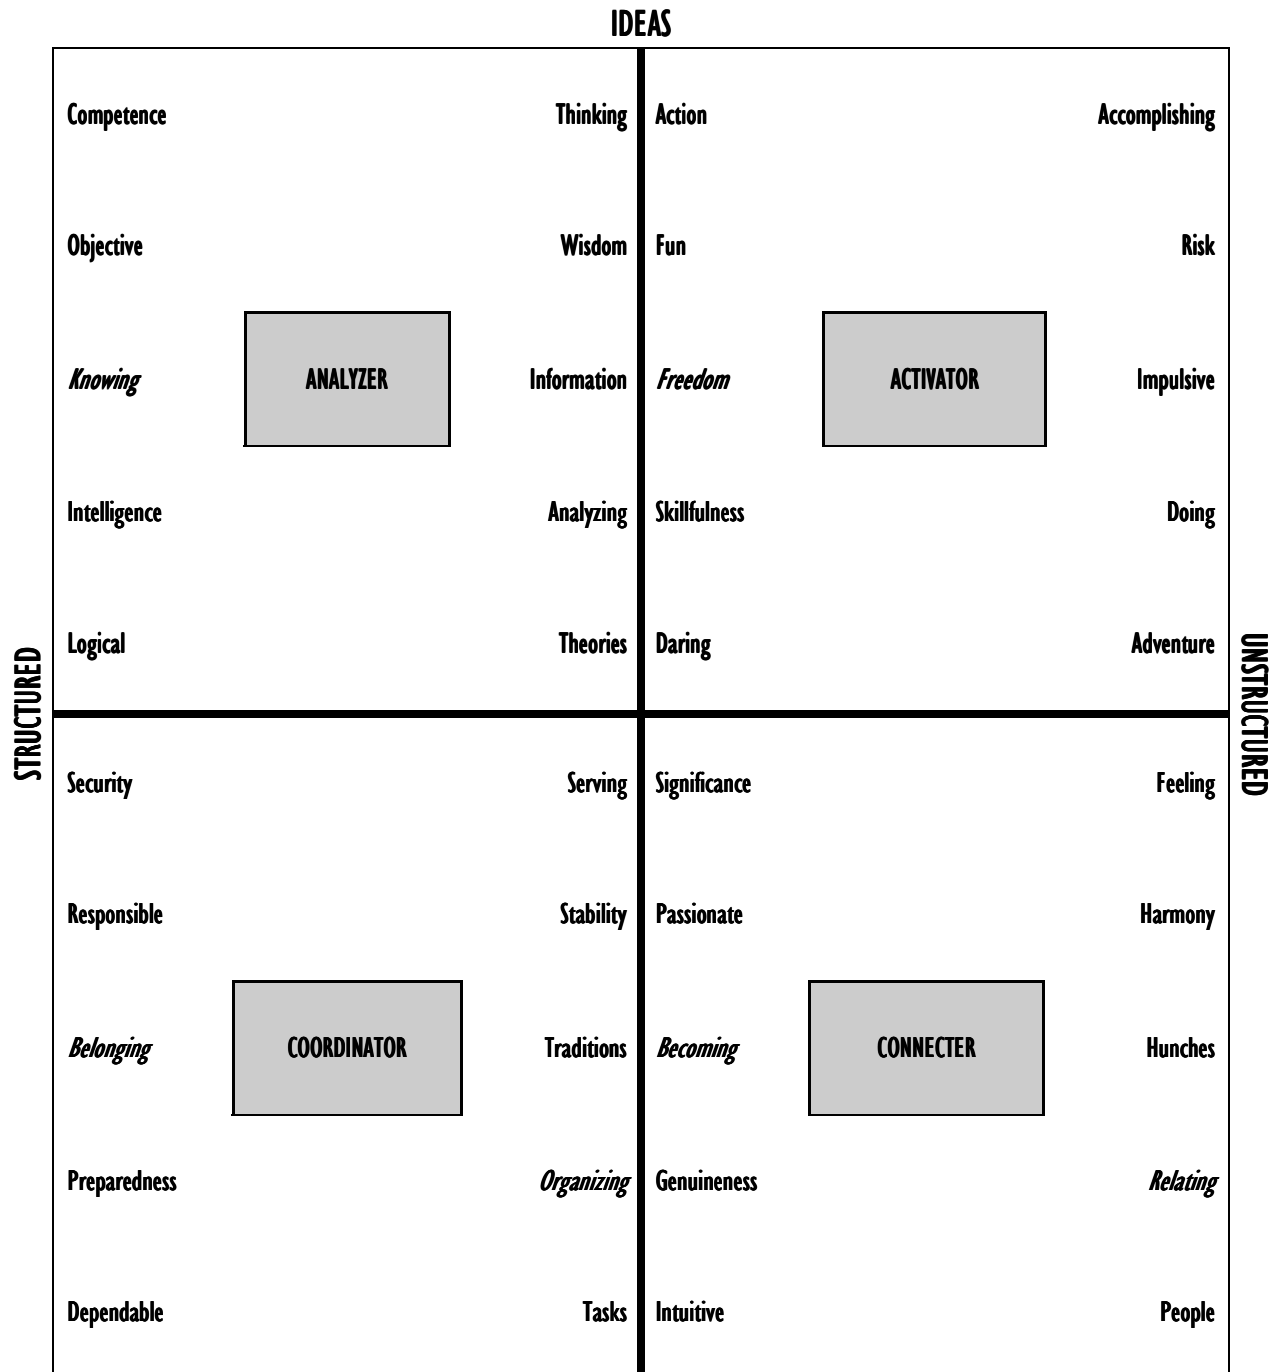 IDEAS
Competence Thinking Action Accomplishing
Objective Wisdom Fun Risk
Knowing ANALYZER Information Freedom ACTIVATOR Impulsive
Intelligence Analyzing Skillfulness Doing
Logical Theories Daring Adventure
STRUCTURED
UNSTRUCTURED
Security Serving Significance Feeling
Responsible Stability Passionate Harmony
Belonging COORDINATOR Traditions Becoming CONNECTER Hunches
Preparedness Organizing Genuineness Relating
Dependable Tasks Intuitive People